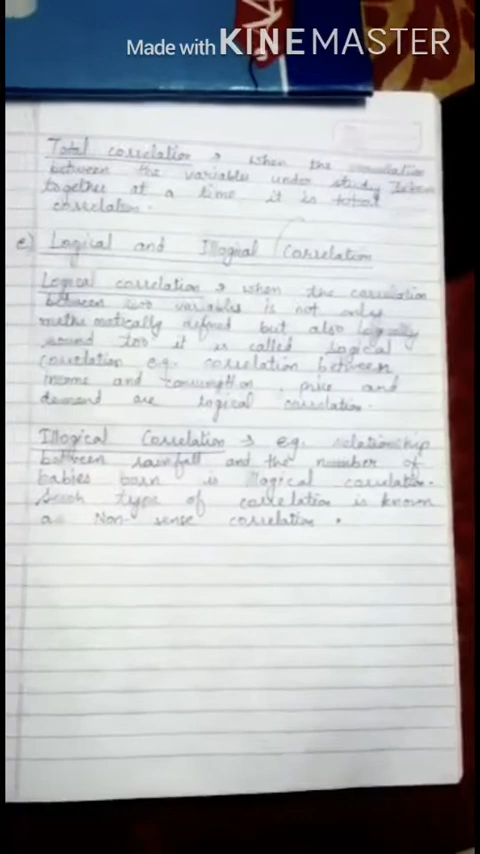 Made with KINEMASTER
Total correlation → when the correlation
between the variables under study taken
together at a time it is total
correlation.
e) Logical and Illogical Correlation
Logical correlation → when the correlation
between two variables is not only
mathematically defined but also logically
sound too it is called logical
correlation e.g. correlation between
income and consumption, price and
demand are logical correlation.
Illogical Correlation → eg. relationship
between rainfall and the number of
babies born is illogical correlation.
Such type of correlation is known
as Non-sense correlation.